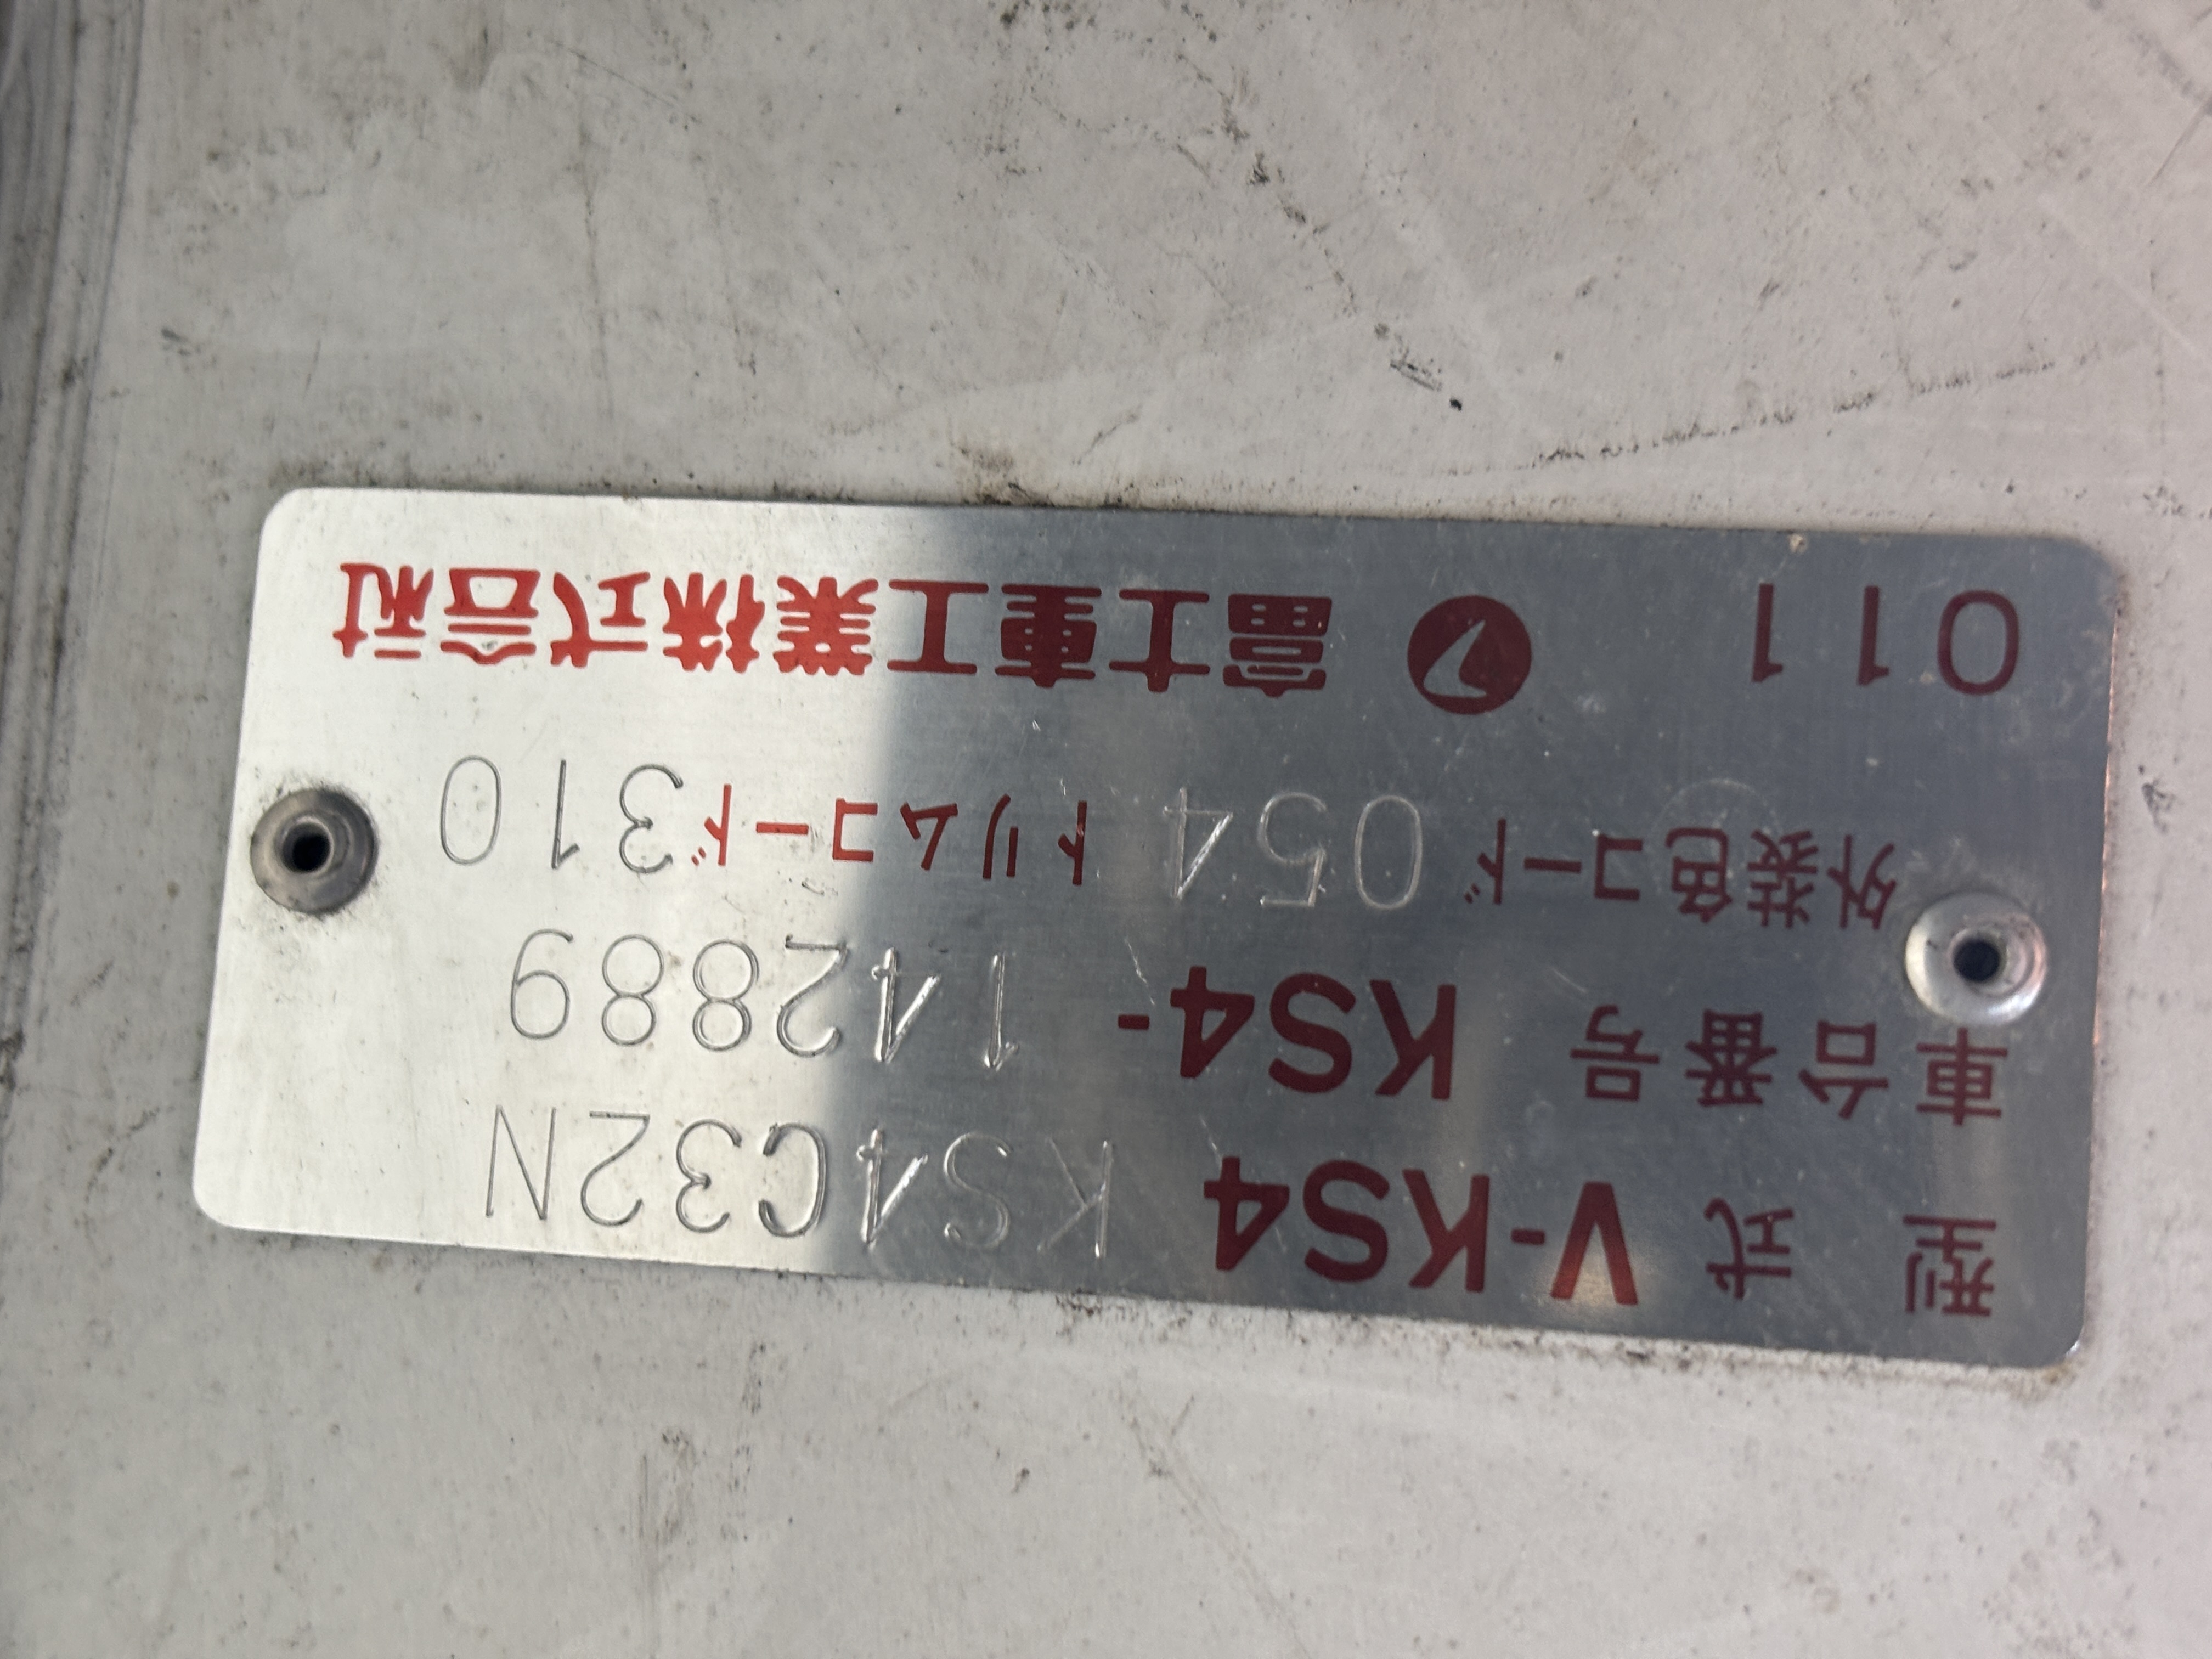 型式 V-KS4 KS4C32N
車台番号 KS4- 142889
外装色コード 054 トリムコード 310
011 富士重工業株式会社